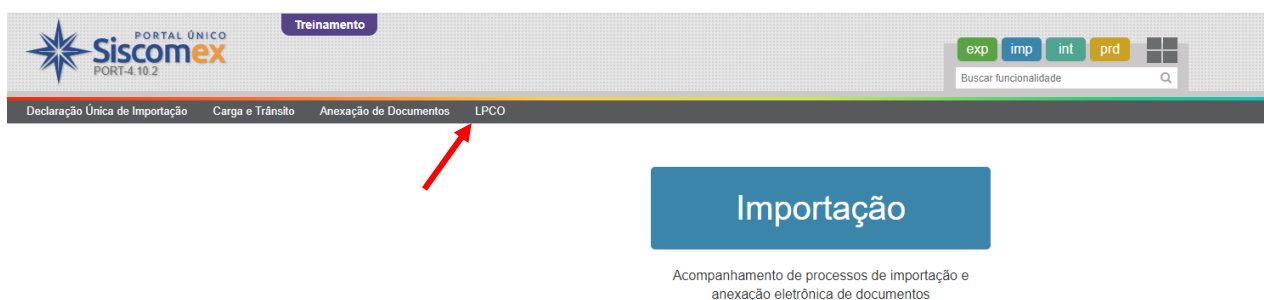 Treinamento
PORTAL ÚNICO
Siscomex
PORT-4.10.2
exp imp int prd
Buscar funcionalidade
Declaração Única de Importação Carga e Trânsito Anexação de Documentos LPCO
Importação
Acompanhamento de processos de importação e
anexação eletrônica de documentos